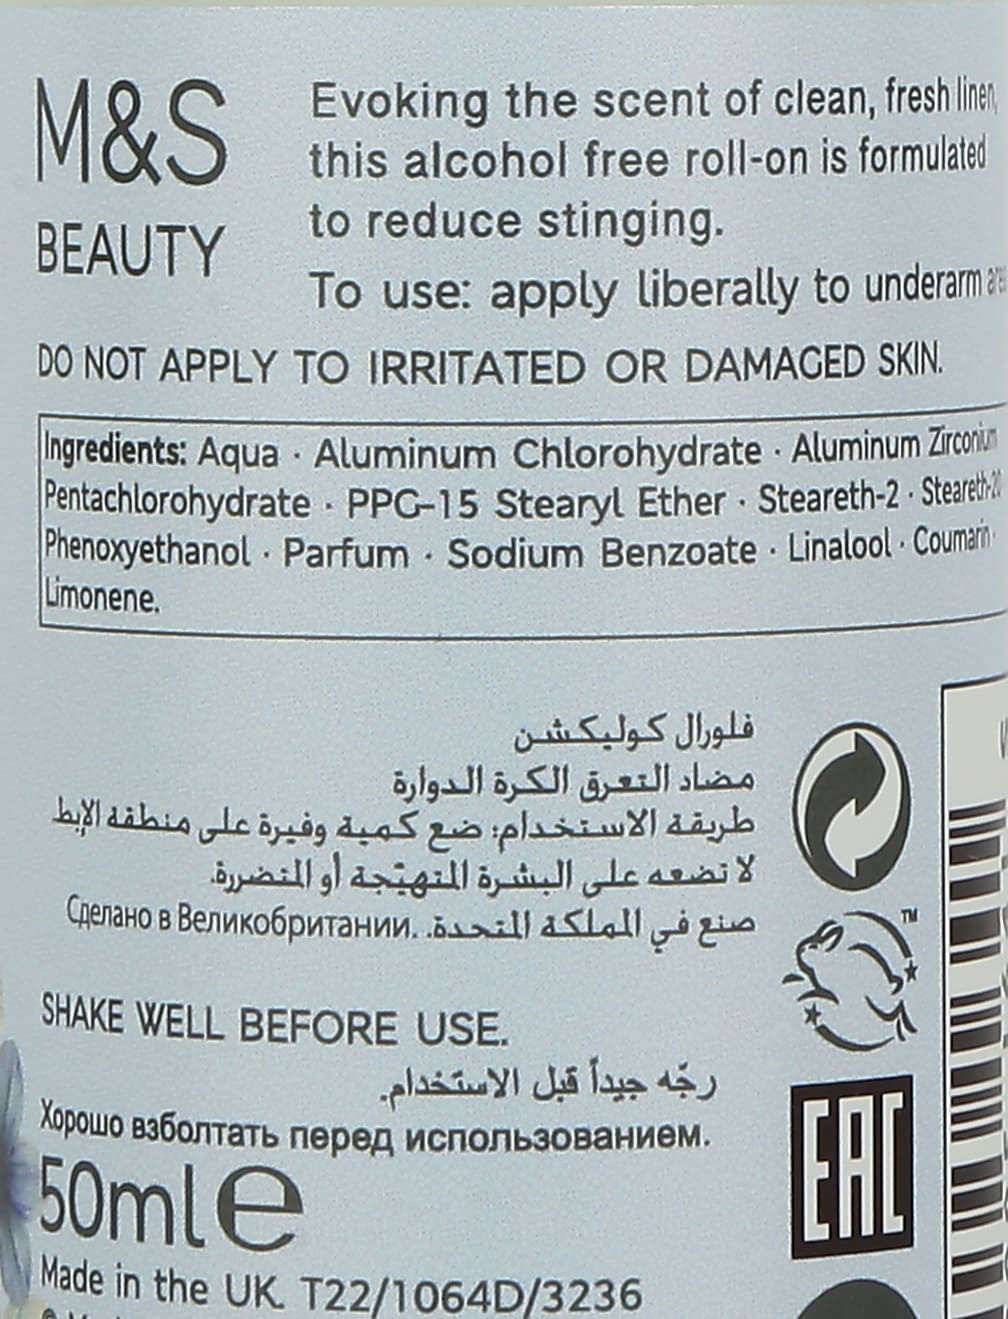 M&S
BEAUTY
Evoking the scent of clean, fresh linen,
this alcohol free roll-on is formulated
to reduce stinging.
To use: apply liberally to underarm
DO NOT APPLY TO IRRITATED OR DAMAGED SKIN.
Ingredients: Aqua · Aluminum Chlorohydrate · Aluminum Zirconium
Pentachlorohydrate · PPG-15 Stearyl Ether · Steareth-2 · Steareth-20
Phenoxyethanol · Parfum · Sodium Benzoate · Linalool · Coumarin ·
Limonene.
فلورال كوليكشن
مضاد التعرق الكرة الدوارة
طريقة الاستخدام: ضع كمية وفيرة على منطقة الإبط
لا تضعه على البشرة المتهيّجة أو المتضررة.
صنع في المملكة المتحدة. Сделано в Великобритании.
TM
SHAKE WELL BEFORE USE.
رجّه جيداً قبل الاستخدام.
Хорошо взболтать перед использованием.
EAC
50ml e
Made in the UK T22/1064D/3236